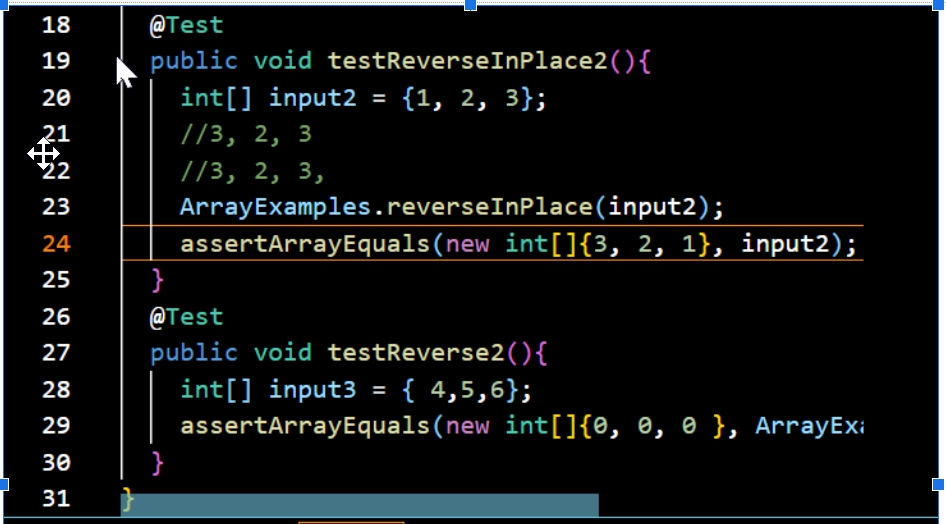 18 @Test
19 public void testReverseInPlace2(){
20 int[] input2 = {1, 2, 3};
21 //3, 2, 3
22 //3, 2, 3,
23 ArrayExamples.reverseInPlace(input2);
24 assertArrayEquals(new int[]{3, 2, 1}, input2);
25 }
26 @Test
27 public void testReverse2(){
28 int[] input3 = { 4,5,6};
29 assertArrayEquals(new int[]{0, 0, 0 },
30 }
31 }